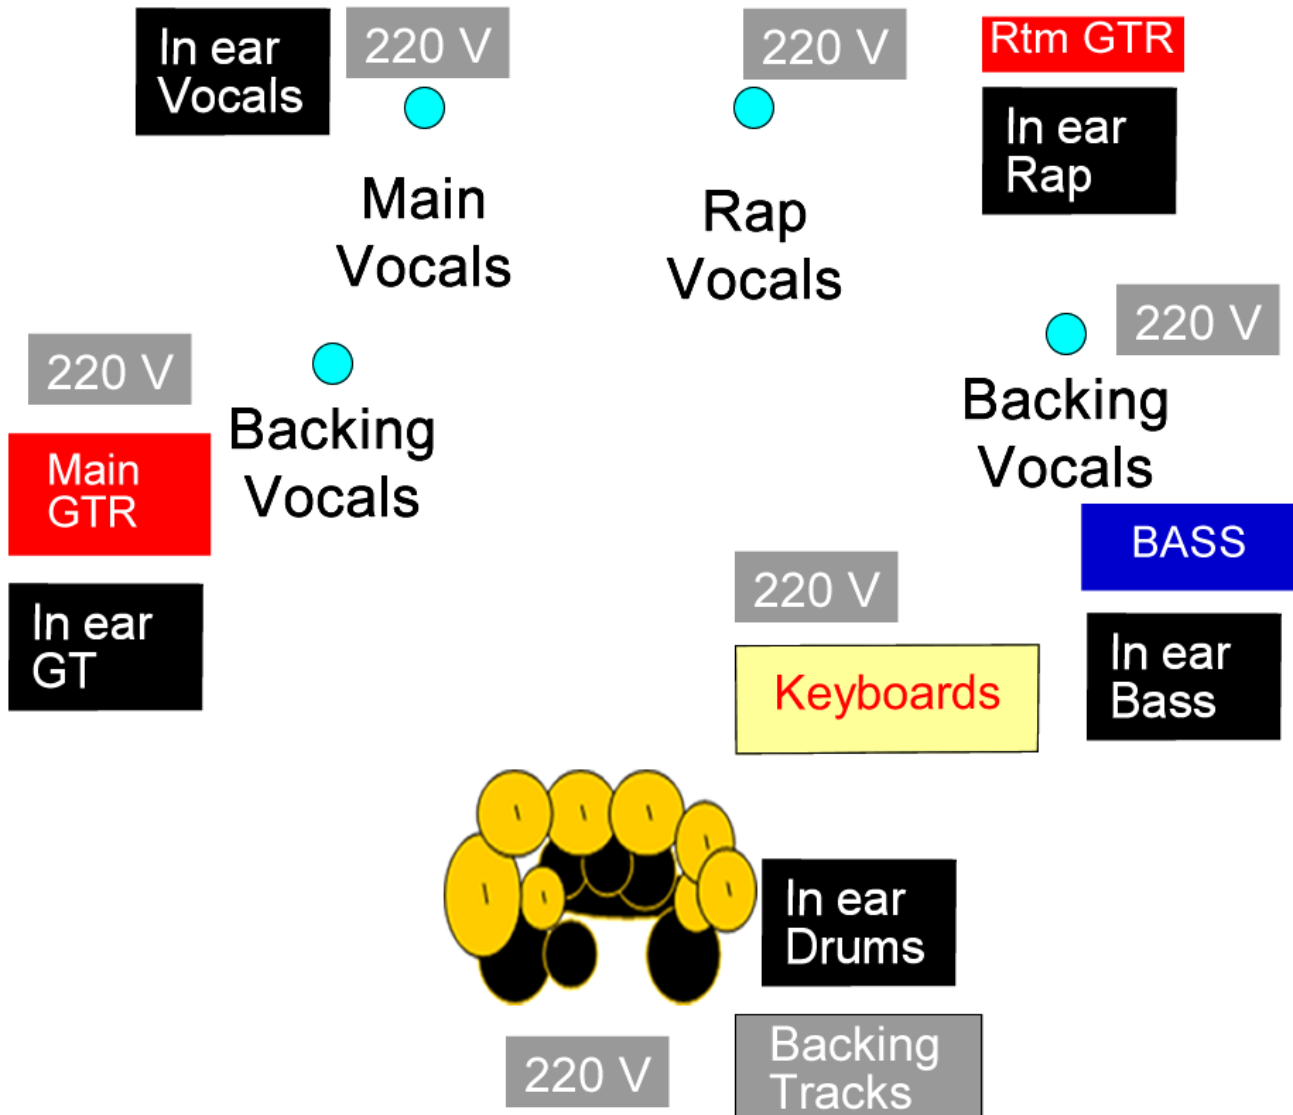 In ear
Vocals
220 V
220 V
Rtm GTR
In ear
Rap
Main
Vocals
Rap
Vocals
220 V
220 V
Backing
Vocals
Backing
Vocals
Main
GTR
BASS
220 V
In ear
GT
In ear
Bass
Keyboards
In ear
Drums
220 V
Backing
Tracks